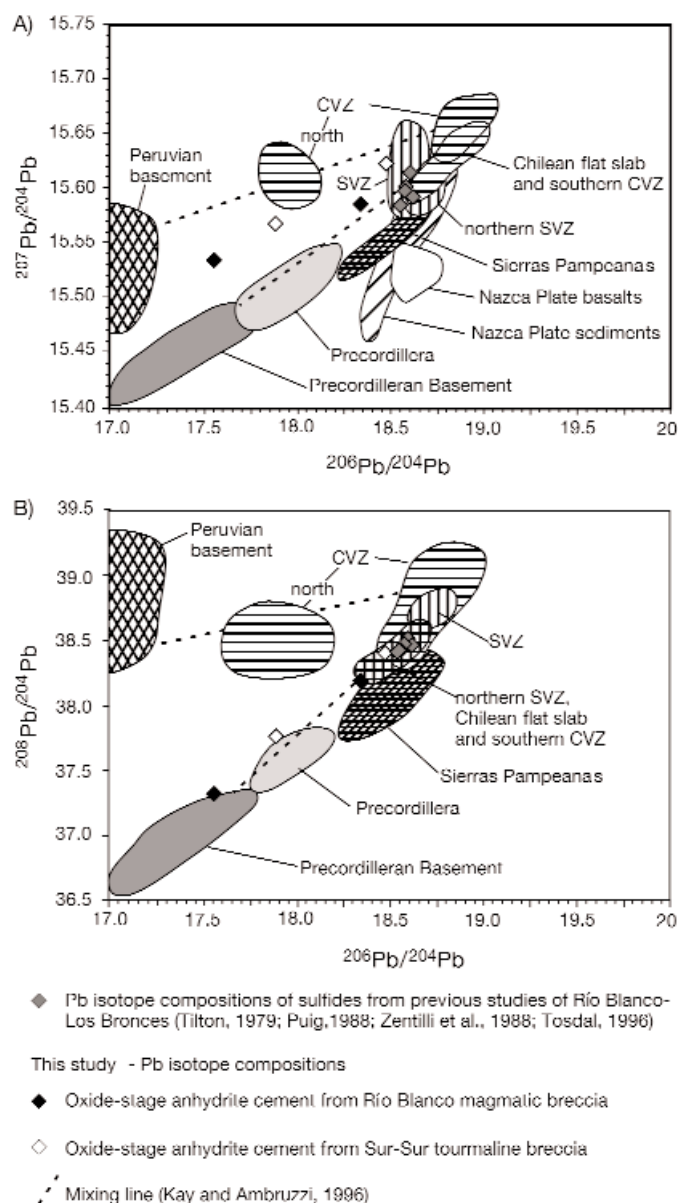 A)
15.75
15.70
15.65
15.60
15.55
15.50
15.45
15.40
207Pb/204Pb
CVZ
north
Peruvian
basement
SVZ
Chilean flat slab
and southern CVZ
northern SVZ
Sierras Pampeanas
Nazca Plate basalts
Nazca Plate sediments
Precordillera
Precordilleran Basement
17.0 17.5 18.0 18.5 19.0 19.5 20
206Pb/204Pb
B)
39.5
39.0
38.5
38.0
37.5
37.0
36.5
208Pb/204Pb
Peruvian
basement
CVZ
north
SVZ
northern SVZ,
Chilean flat slab
and southern CVZ
Sierras Pampeanas
Precordillera
Precordilleran Basement
17.0 17.5 18.0 18.5 19.0 19.5 20
206Pb/204Pb
Pb isotope compositions of sulfides from previous studies of Río Blanco-
Los Bronces (Tilton, 1979; Puig,1988; Zentilli et al., 1988; Tosdal, 1996)
This study - Pb isotope compositions
Oxide-stage anhydrite cement from Río Blanco magmatic breccia
Oxide-stage anhydrite cement from Sur-Sur tourmaline breccia
Mixing line (Kay and Ambruzzi, 1996)